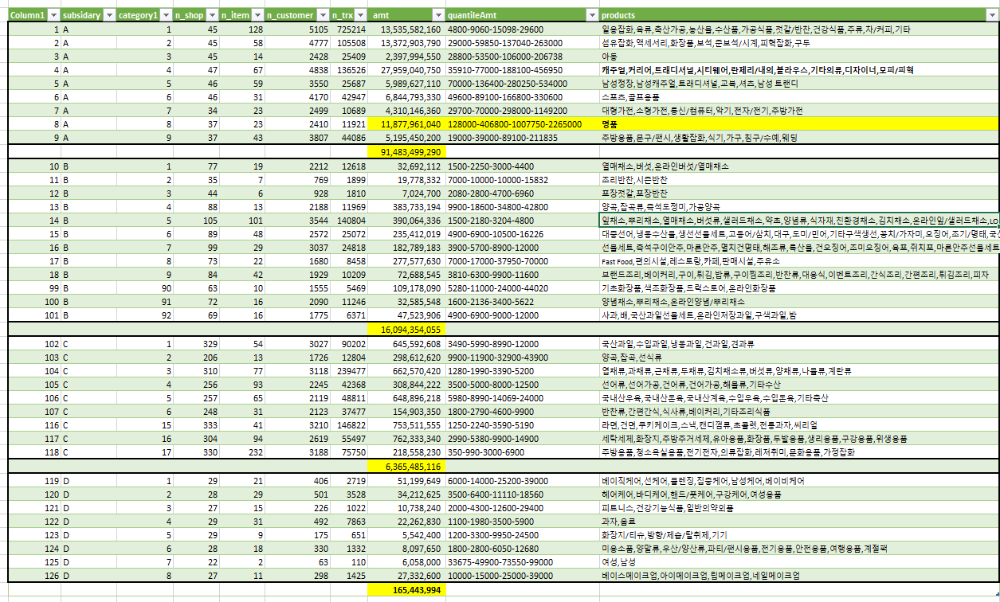 Column1 subsidary category1 n_shop n_item n_customer n_trx amt quantileAmt products
1 A 1 45 128 5105 725214 13,535,582,160 4800-9060-15098-29600 일용잡화,육류,축산가공,농산물,수산품,가공식품,젓갈/반찬,건강식품,주류,차/커피,기타
2 A 2 45 58 4777 105508 13,372,903,790 29000-59850-137040-263000 섬유잡화,액세서리,화장품,보석,준보석/시계,피혁잡화,구두
3 A 3 45 14 2428 25409 2,397,994,550 28800-53500-106000-206738 아동
4 A 4 47 67 4838 136526 27,959,040,750 35910-77000-188100-456950 캐주얼,커리어,트래디셔널,시티웨어,란제리/내의,블라우스,기타의류,디자이너,모피/피혁
5 A 5 46 59 3550 25687 5,989,627,110 70000-136400-280250-534000 남성정장,남성캐주얼,트래디셔널,교복,셔츠,남성 트랜디
6 A 6 46 31 4170 42947 6,844,793,330 49600-89100-166800-330600 스포츠,골프용품
7 A 7 34 23 2499 10689 4,310,146,360 29700-70000-298000-1149200 대형가전,소형가전,통신/컴퓨터,악기,전자/전기,주방가전
8 A 8 37 23 2410 11921 11,877,961,040 128000-406800-1007750-2265000 명품
9 A 9 37 43 3807 44086 5,195,450,200 19000-39000-89100-211835 주방용품,문구/팬시,생활잡화,식기,가구,침구/수예,웨딩
91,483,499,290
10 B 1 77 19 2212 12618 32,692,112 1500-2250-3000-4400 열매채소,버섯,온라인버섯/열매채소
11 B 2 35 7 769 1899 19,778,332 7000-10000-10000-15832 조리반찬,시즌반찬
12 B 3 44 6 928 1810 7,024,700 2080-2800-4700-6960 포장젓갈,포장반찬
13 B 4 88 13 2188 11969 383,733,194 9900-18600-34800-42800 양곡,잡곡류,즉석도정미,가공양곡
14 B 5 105 101 3544 140804 390,064,336 1500-2180-3204-4800 잎채소,뿌리채소,열매채소,버섯류,샐러드채소,약초,양념류,식자재,친환경채소,김치채소,온라인잎/샐러드채소,LO
15 B 6 89 48 2572 25072 235,412,019 4900-6900-10500-16226 대중선어,냉동수산물,생선선물세트,고등어/삼치,대구,도미/민어,기타구색생선,꽁치/가자미,오징어,조기/명태,국산
16 B 7 99 29 3037 24818 182,789,183 3900-5700-8900-12000 선물세트,즉석구이안주,마른안주,멸치건명태,해조류,특산물,건오징어,조미오징어,육포,쥐치포,마른안주선물세트
17 B 8 73 22 1680 8458 277,577,630 7000-17000-37950-70000 Fast Food,편의시설,레스토랑,카페,판매시설,주유소
18 B 9 84 42 1929 10209 72,688,545 3810-6300-9900-11600 브랜드조리,베이커리,구이,튀김,밥류,구이찜조리,반찬류,대용식,이벤트조리,간식조리,간편조리,튀김조리,피자
99 B 90 63 10 1555 5469 109,178,090 5280-11000-24000-44020 기초화장품,색조화장품,드럭스토어,온라인화장품
100 B 91 72 16 2090 11246 32,585,548 1600-2136-3400-5622 양념채소,뿌리채소,온라인양념/뿌리채소
101 B 92 69 16 1775 6371 47,523,906 4900-6900-9000-12000 사과,배,국산과일선물세트,온라인저장과일,구색과일,밤
16,094,354,055
102 C 1 329 54 3027 90202 645,592,608 3490-5990-8990-12000 국산과일,수입과일,냉동과일,건과일,견과류
103 C 2 206 13 1726 12804 298,612,620 9900-11900-32900-43900 양곡,잡곡,선식류
104 C 3 310 77 3118 239477 662,570,420 1280-1990-3390-5200 엽채류,과채류,근채류,두채류,김치채소류,버섯류,양채류,나물류,계란류
105 C 4 256 93 2245 42368 308,844,222 3500-5000-8000-12500 선어류,선어가공,건어류,건어가공,해물류,기타수산
106 C 5 257 65 2119 48811 648,896,218 5980-8990-14069-24000 국내산우육,국내산돈육,국내산계육,수입우육,수입돈육,기타축산
107 C 6 248 31 2123 37477 154,903,350 1800-2790-4600-9900 반찬류,간편간식,식사류,베이커리,기타조리식품
116 C 15 333 41 3210 146822 753,511,555 1250-2240-3590-5190 라면,건면,쿠키케이크,스낵,캔디껌류,초콜렛,전통과자,씨리얼
117 C 16 304 94 2619 55497 762,333,340 2990-5380-9900-14900 세탁세제,화장지,주방주거세제,유아용품,화장품,두발용품,생리용품,구강용품,위생용품
118 C 17 330 232 3188 75750 218,558,230 350-990-3000-6900 주방용품,청소욕실용품,전기전자,의류잡화,레저취미,문화용품,가정잡화
6,365,485,116
119 D 1 29 21 406 2719 51,199,649 6000-14000-25200-39000 베이직케어,선케어,클렌징,집중케어,남성케어,베이비케어
120 D 2 28 29 501 3528 34,212,625 3500-6400-11110-18560 헤어케어,바디케어,핸드/풋케어,구강케어,여성용품
121 D 3 27 15 226 1022 10,738,240 2000-4300-12600-29400 피트니스,건강기능식품,일반의약외품
122 D 4 29 31 492 7863 22,262,830 1100-1980-3500-5900 과자,음료
123 D 5 29 9 175 651 5,542,400 1200-3300-9950-24500 화장지/티슈,방향/제습/탈취제,기기
124 D 6 28 18 330 1332 8,097,650 1800-2800-6050-12680 미용소품,양말류,우산/양산류,파티/팬시용품,전기용품,안전용품,여행용품,계절팩
125 D 7 22 2 63 110 6,058,000 33675-49900-73550-99000 여성,남성
126 D 8 27 11 298 1425 27,332,600 10000-15000-25000-39000 베이스메이크업,아이메이크업,립메이크업,네일메이크업
165,443,994